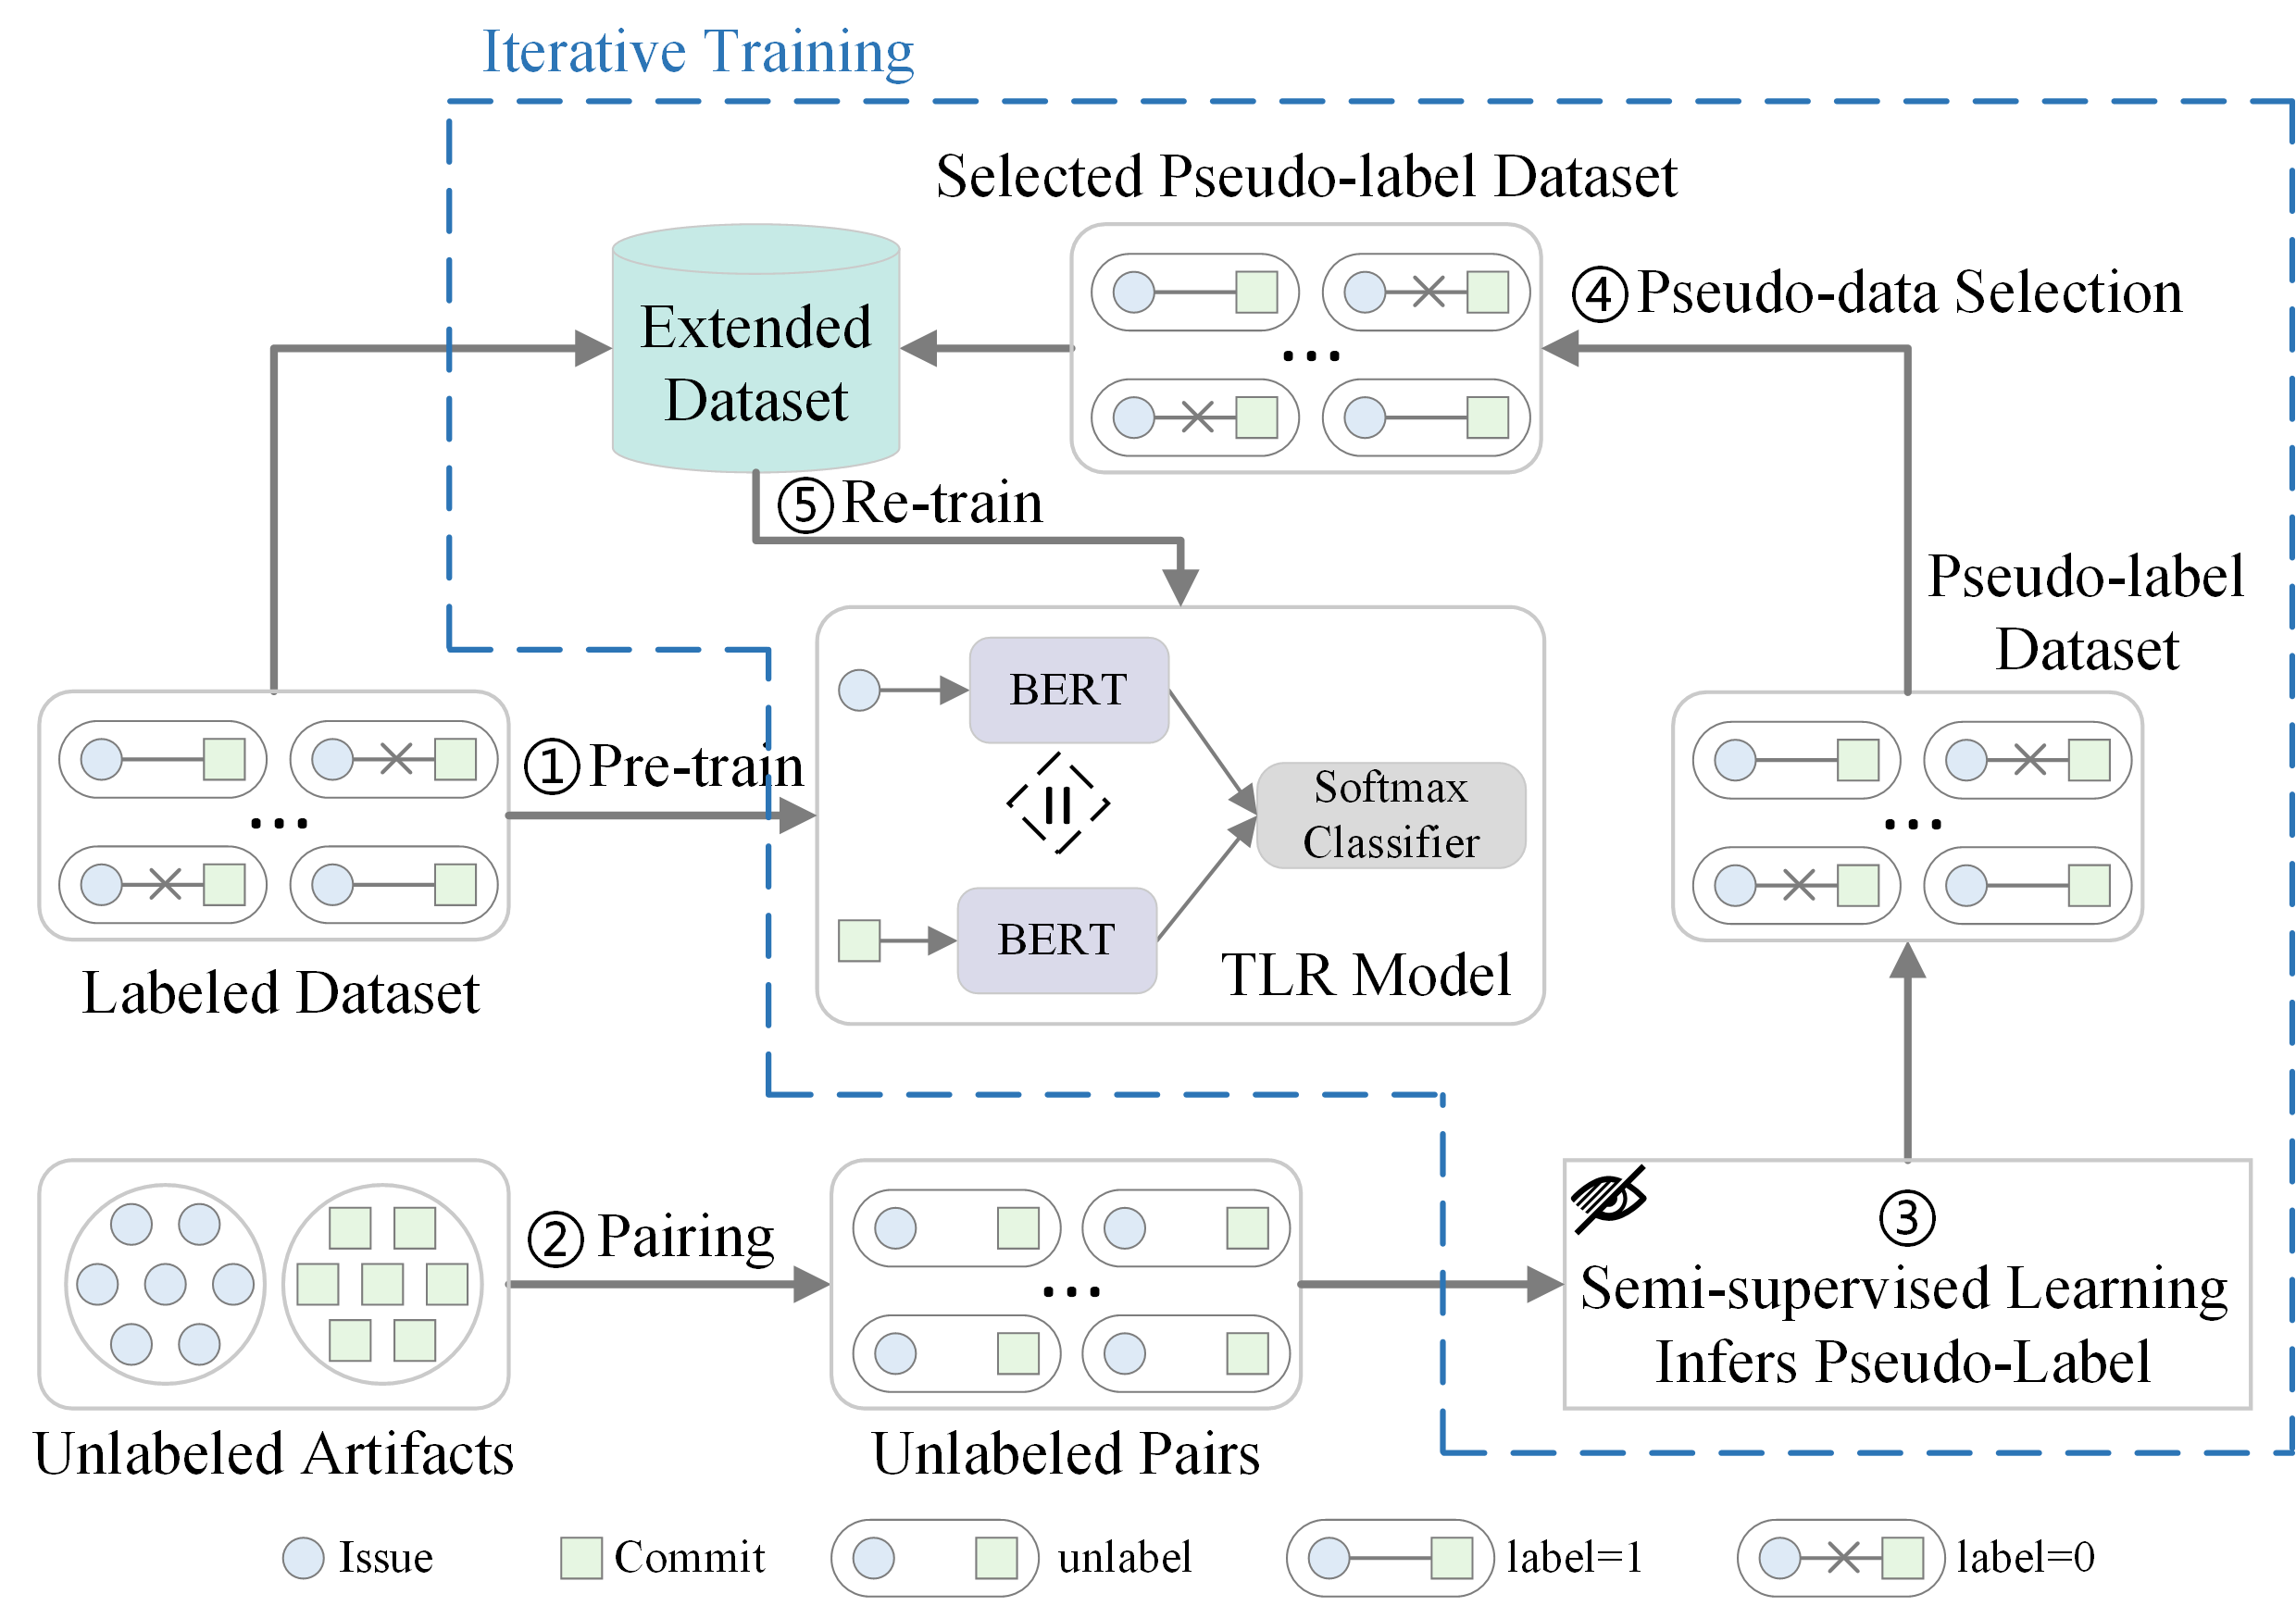 Iterative Training
Selected Pseudo-label Dataset
Extended
Dataset
④ Pseudo-data Selection
⑤ Re-train
Pseudo-label
Dataset
① Pre-train
BERT
Softmax
Classifier
BERT
TLR Model
Labeled Dataset
② Pairing
③
Semi-supervised Learning
Infers Pseudo-Label
Unlabeled Artifacts
Unlabeled Pairs
Issue
Commit
unlabel
label=1
label=0